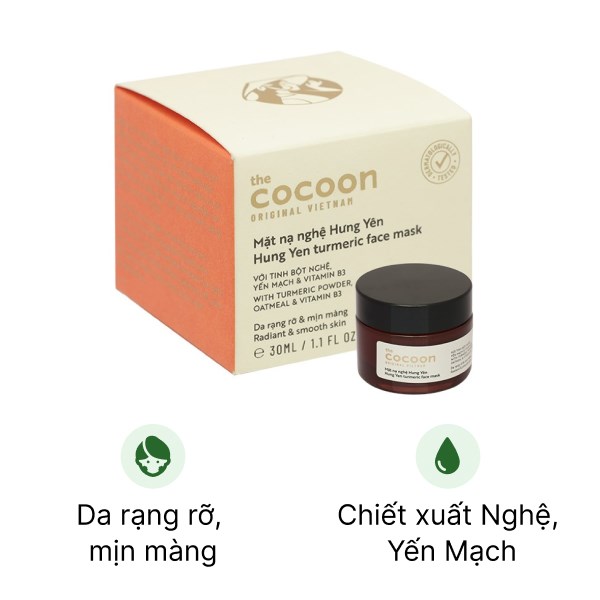 DERMATOLOGICALLY TESTED
the
cocoon
ORIGINAL VIETNAM
Mặt nạ nghệ Hưng Yên
Hung Yen turmeric face mask
VỚI TINH BỘT NGHỆ,
YẾN MẠCH & VITAMIN B3
WITH TURMERIC POWDER,
OATMEAL & VITAMIN B3
Da rạng rỡ & mịn màng
Radiant & smooth skin
e 30ML / 1.1 FL OZ
the
cocoon
ORIGINAL VIETNAM
Mặt nạ nghệ Hưng Yên
Hung Yen turmeric face mask
Da rạng rỡ,
mịn màng
Chiết xuất Nghệ,
Yến Mạch